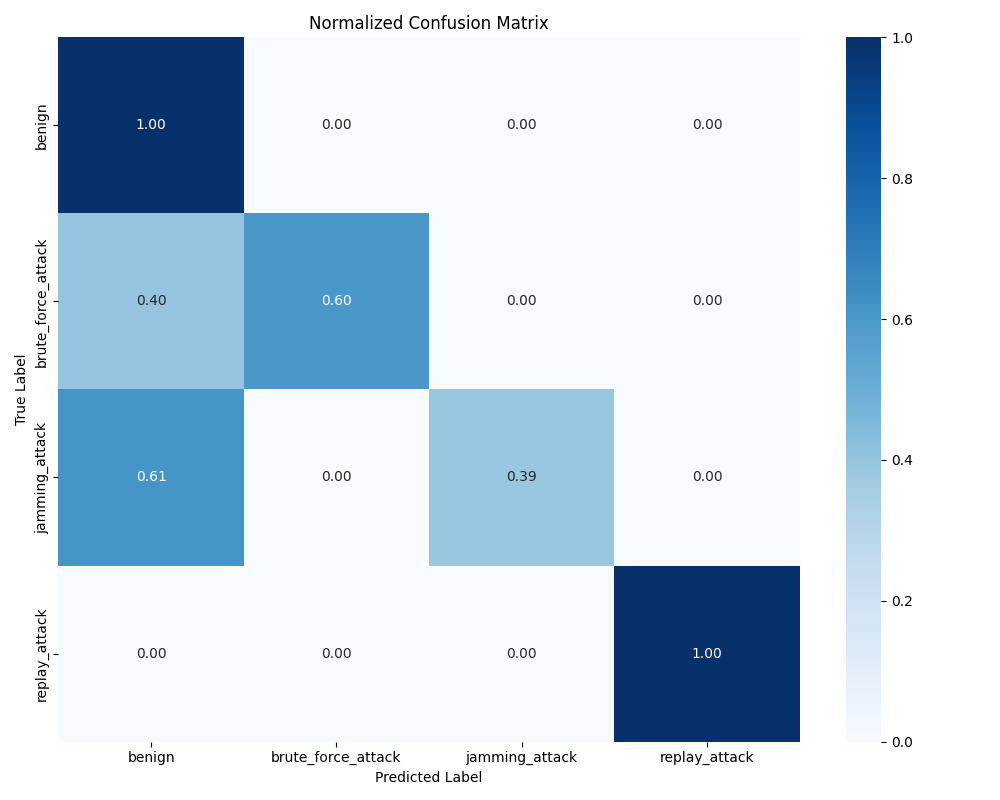 Normalized Confusion Matrix
True Label
benign
1.00
0.00
0.00
0.00
brute_force_attack
0.40
0.60
0.00
0.00
jamming_attack
0.61
0.00
0.39
0.00
replay_attack
0.00
0.00
0.00
1.00
benign
brute_force_attack
jamming_attack
replay_attack
Predicted Label
1.0
0.8
0.6
0.4
0.2
0.0